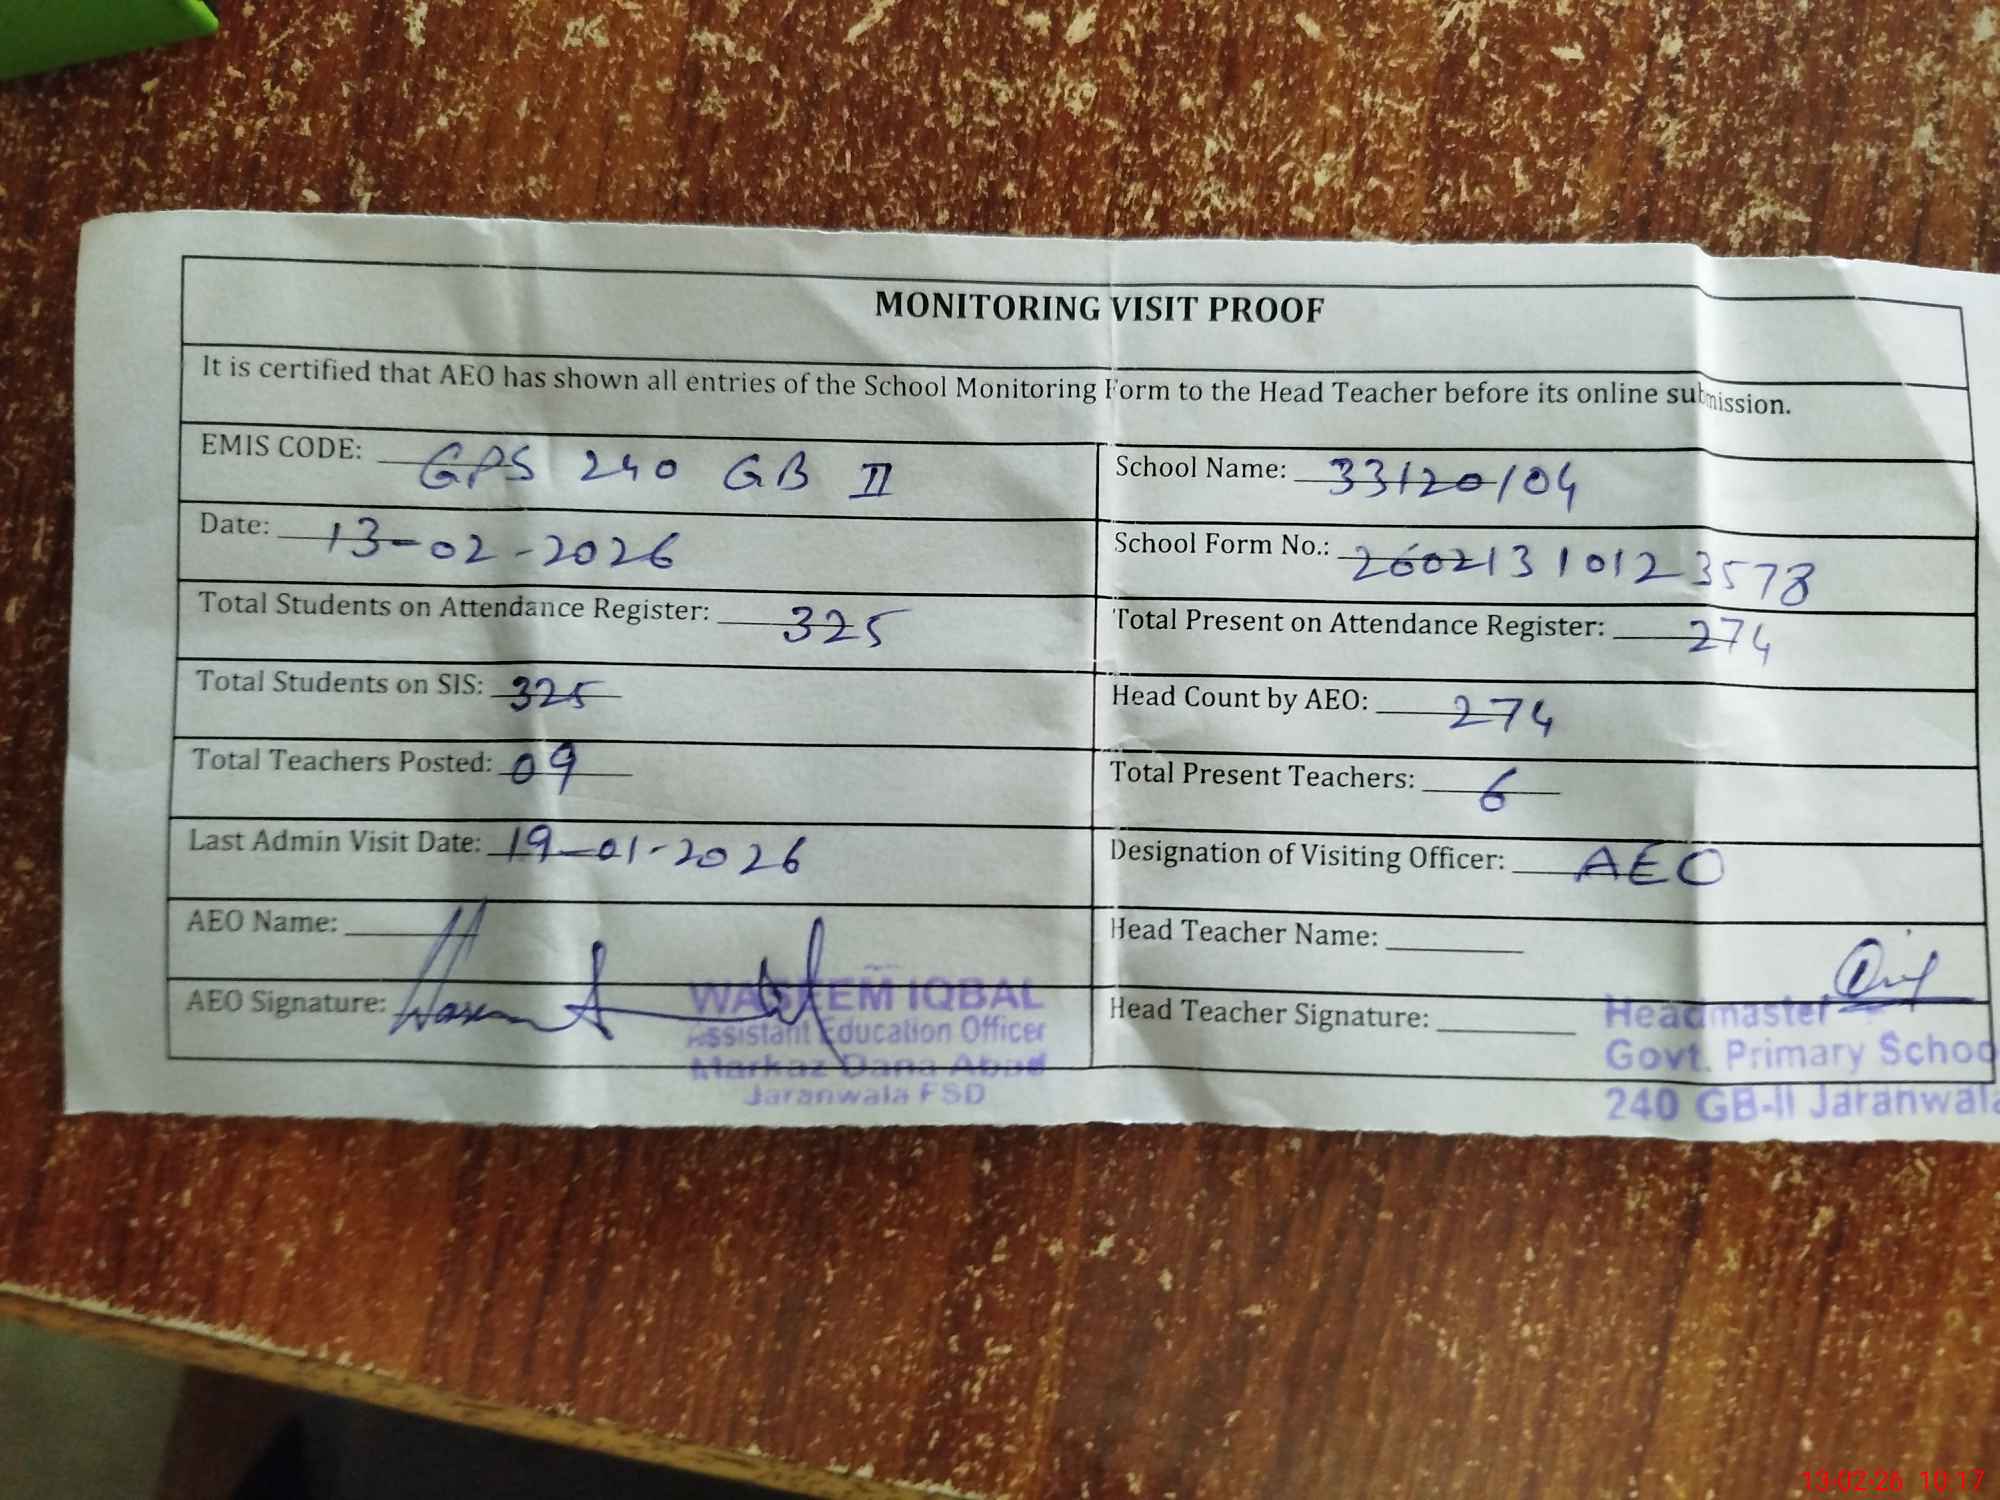 MONITORING VISIT PROOF
It is certified that AEO has shown all entries of the School Monitoring Form to the Head Teacher before its online submission.
EMIS CODE: GPS 240 GB II
School Name: 33120104
Date: 13-02-2026
School Form No.: 2602131012 3578
Total Students on Attendance Register: 325
Total Present on Attendance Register: 274
Total Students on SIS: 325
Head Count by AEO: 274
Total Teachers Posted: 09
Total Present Teachers: 6
Last Admin Visit Date: 19-01-2026
Designation of Visiting Officer: AEO
AEO Name:
Head Teacher Name:
AEO Signature:
Head Teacher Signature:
WASEEM IQBAL
Assistant Education Officer
Markaz Dana Abad
Jaranwala FSD
Headmaster
Govt. Primary Schoo
240 GB-II Jaranwala
13-02-26 10:17